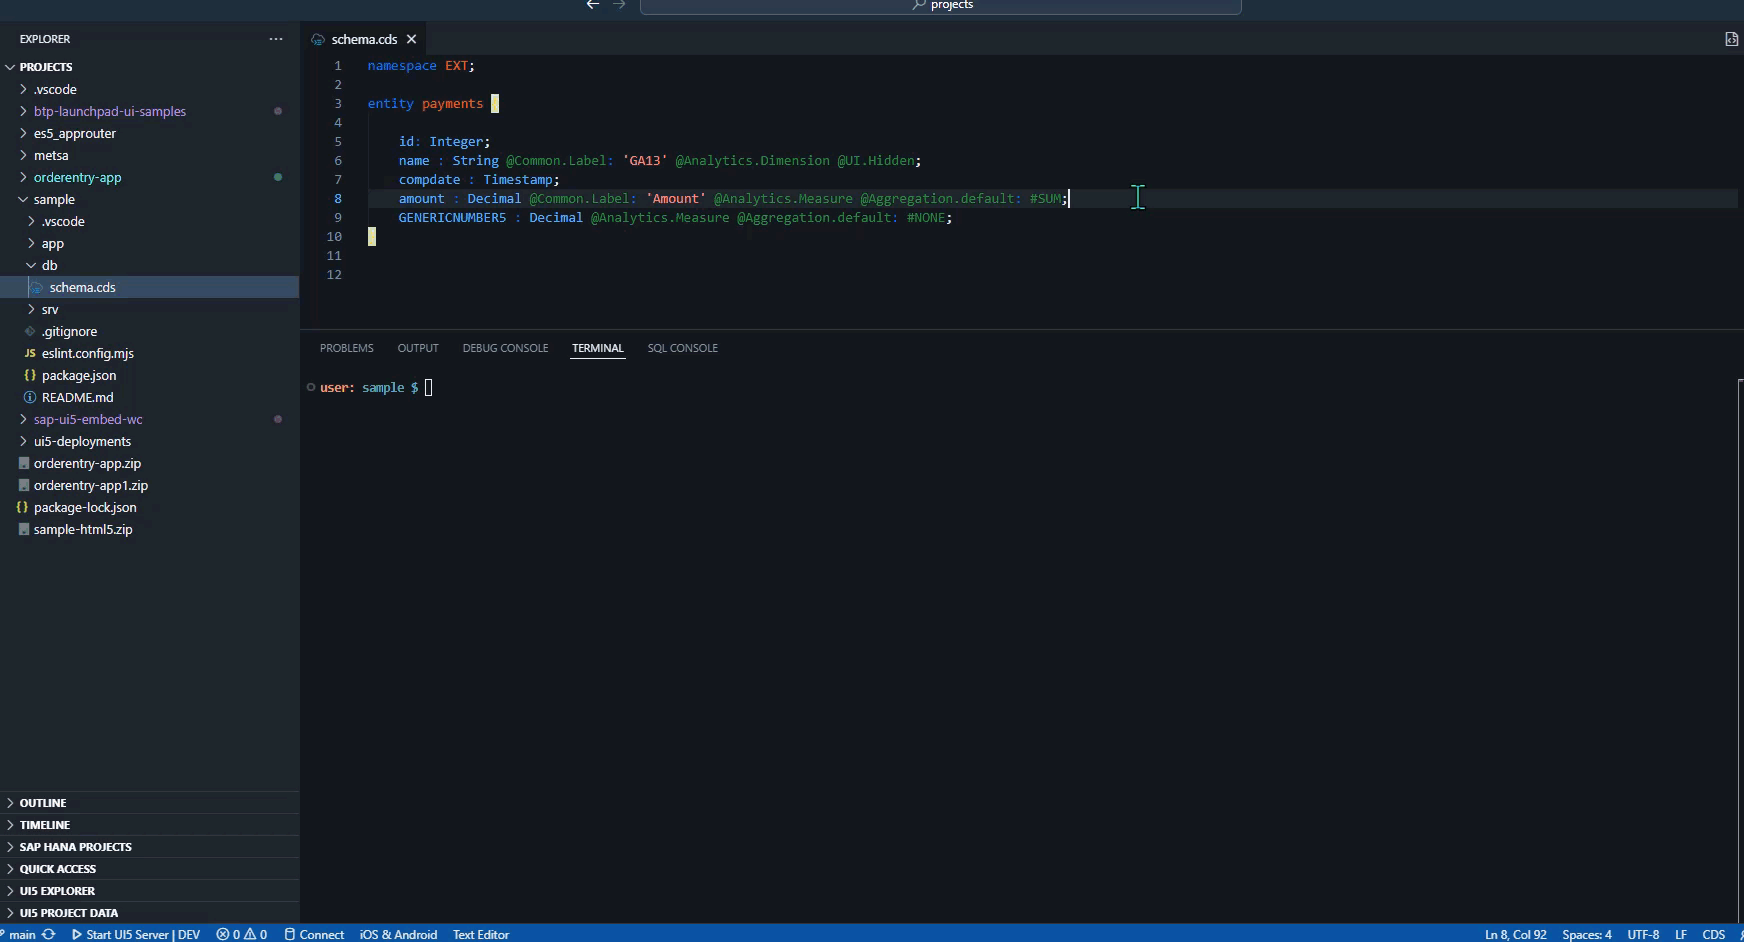 projects
EXPLORER
PROJECTS
.vscode
btp-launchpad-ui-samples
es5_approuter
metsa
orderentry-app
sample
.vscode
app
db
schema.cds
srv
.gitignore
JS eslint.config.mjs
{} package.json
README.md
sap-ui5-embed-wc
ui5-deployments
orderentry-app.zip
orderentry-app1.zip
{} package-lock.json
sample-html5.zip
OUTLINE
TIMELINE
SAP HANA PROJECTS
QUICK ACCESS
UI5 EXPLORER
UI5 PROJECT DATA
schema.cds
1 namespace EXT;
2
3 entity payments {
4
5 id: Integer;
6 name : String @Common.Label: 'GA13' @Analytics.Dimension @UI.Hidden;
7 compdate : Timestamp;
8 amount : Decimal @Common.Label: 'Amount' @Analytics.Measure @Aggregation.default: #SUM;
9 GENERICNUMBER5 : Decimal @Analytics.Measure @Aggregation.default: #NONE;
10 }
11
12
PROBLEMS OUTPUT DEBUG CONSOLE TERMINAL SQL CONSOLE
user: sample $
main Start UI5 Server | DEV 0 0 Connect iOS & Android Text Editor Ln 8, Col 92 Spaces: 4 UTF-8 LF CDS